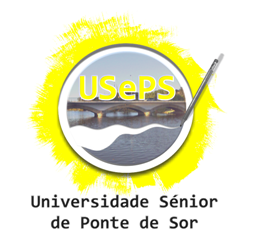 USePS
Universidade Sénior
de Ponte de Sor